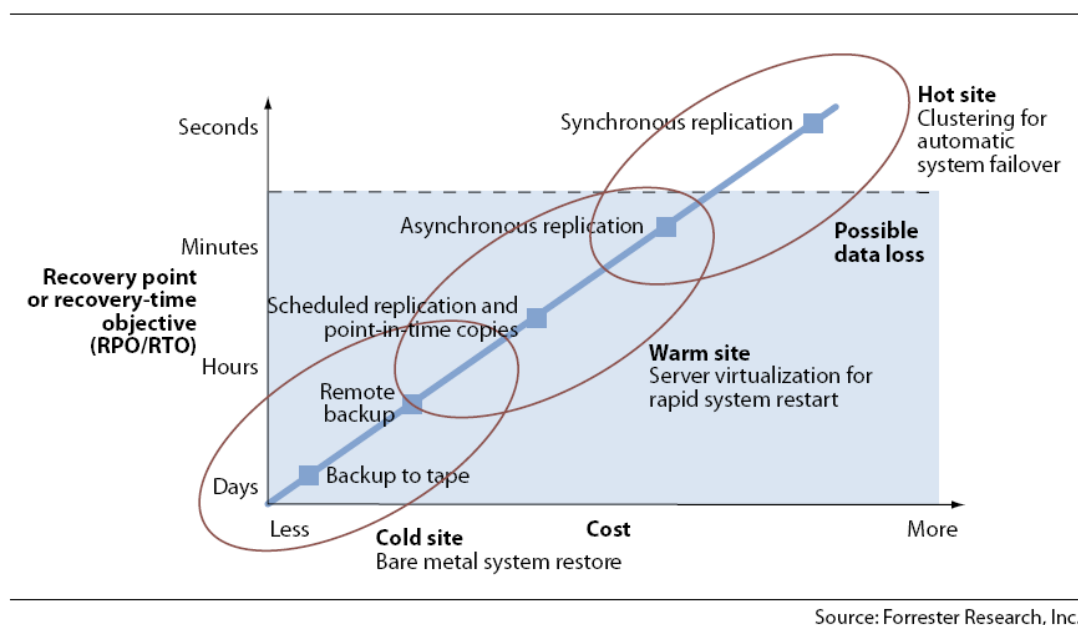 Seconds
Minutes
Hours
Days
Recovery point
or recovery-time
objective
(RPO/RTO)
Synchronous replication
Asynchronous replication
Scheduled replication and
point-in-time copies
Remote
backup
Backup to tape
Hot site
Clustering for
automatic
system failover
Possible
data loss
Warm site
Server virtualization for
rapid system restart
Cold site
Bare metal system restore
Less
Cost
More
Source: Forrester Research, Inc.